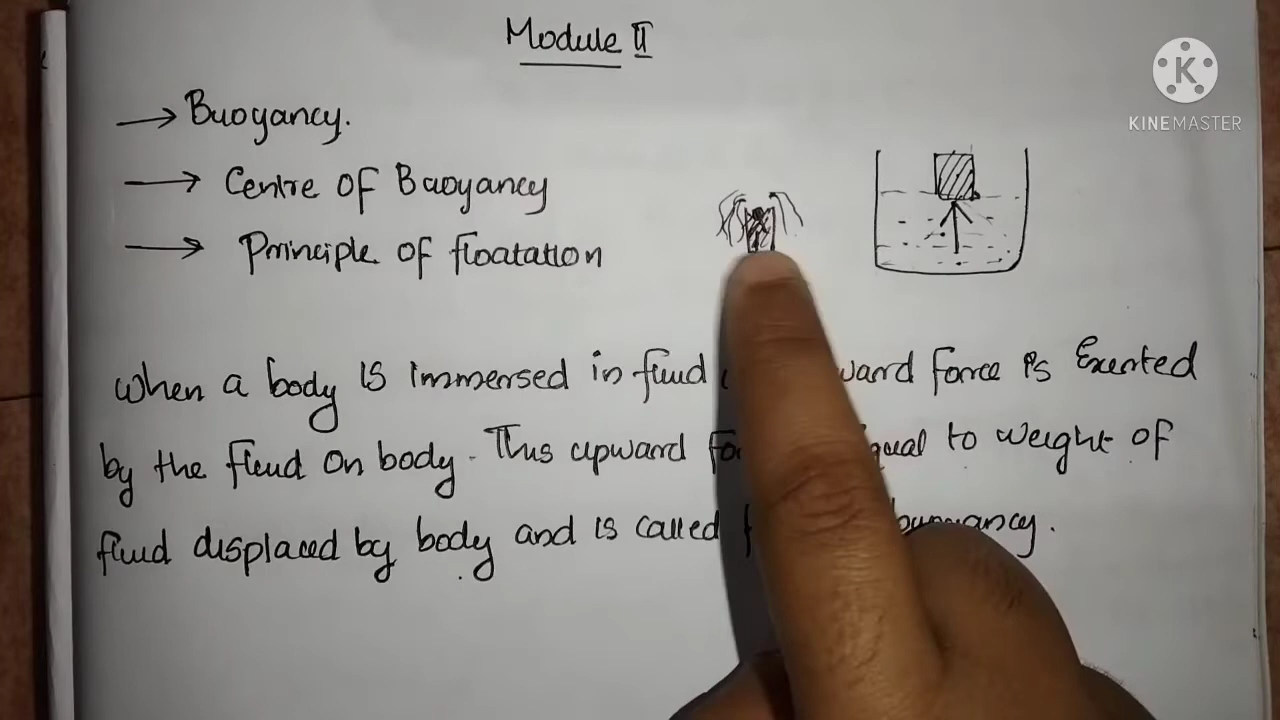 Module II
→ Buoyancy.
→ Centre of Buoyancy
→ Principle of floatation
KINEMASTER
When a body is immersed in fluid force is Exerted
by the fluid on body. This upward equal to weight of
fluid displaced by body and is called buoyancy.